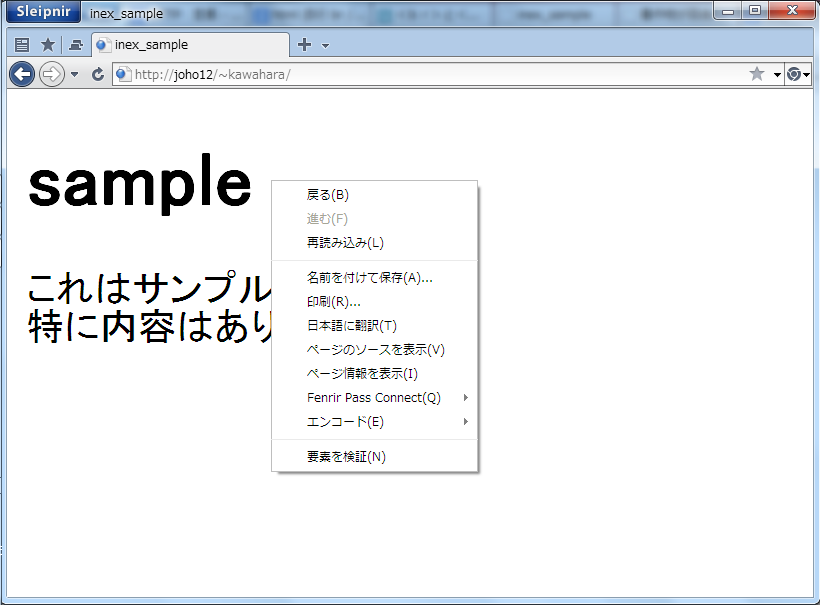 Sleipnir
inex_sample
inex_sample
http://joho12/~kawahara/
sample
これはサンプル
特に内容はあり
戻る(B)
進む(F)
再読み込み(L)
名前を付けて保存(A)...
印刷(R)...
日本語に翻訳(T)
ページのソースを表示(V)
ページ情報を表示(I)
Fenrir Pass Connect(Q)
エンコード(E)
要素を検証(N)